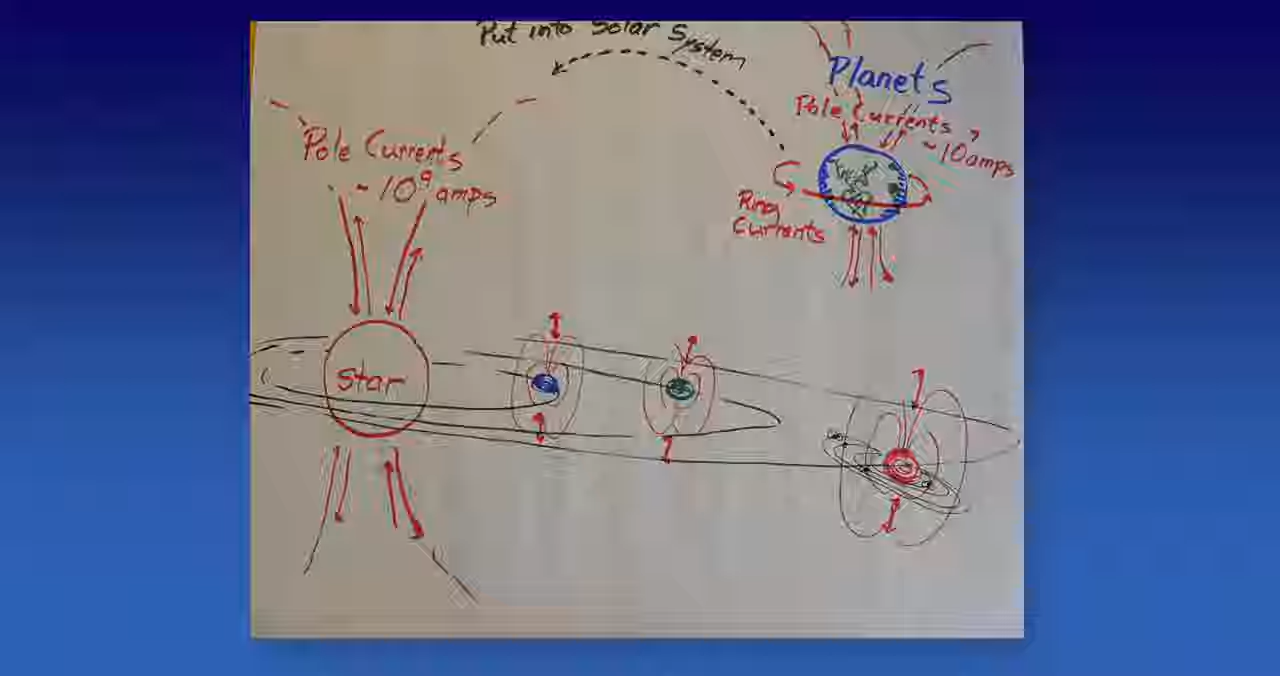 Put into Solar System
Planets
Pole Currents
~10 amps
Ring
Currents
Pole Currents
~10⁹ amps
Star